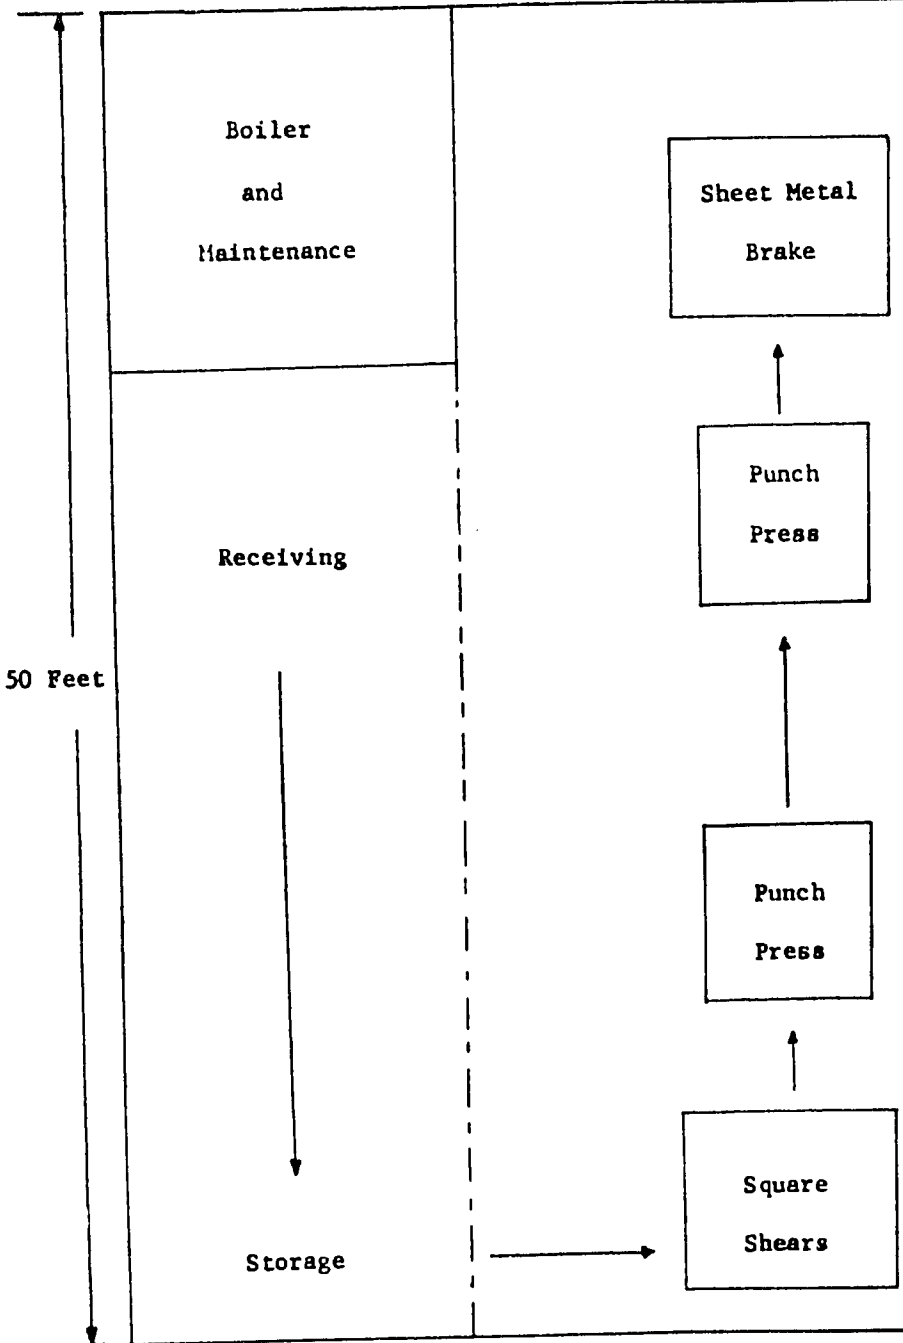 Boiler
and
Maintenance
Sheet Metal
Brake
Punch
Press
Receiving
50 Feet
Punch
Press
Square
Shears
Storage